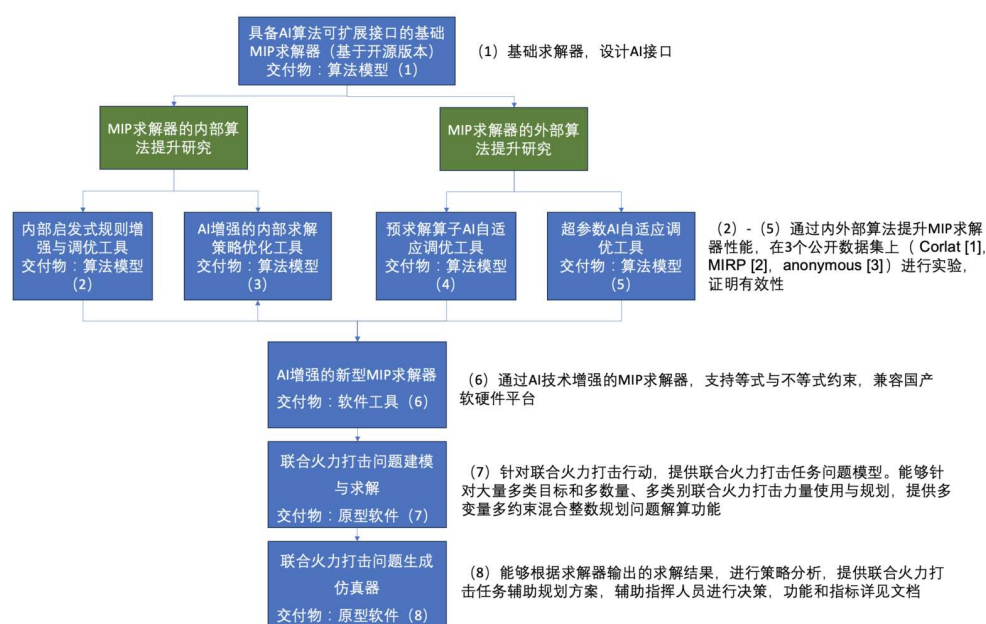 具备AI算法可扩展接口的基础
MIP求解器（基于开源版本）
交付物：算法模型（1）
（1）基础求解器，设计AI接口
MIP求解器的内部算
法提升研究
MIP求解器的外部算
法提升研究
内部启发式规则增
强与调优工具
交付物：算法模型
（2）
AI增强的内部求解
策略优化工具
交付物：算法模型
（3）
预求解算子AI自适
应调优工具
交付物：算法模型
（4）
超参数AI自适应调
优工具
交付物：算法模型
（5）
（2）-（5）通过内外部算法提升MIP求解
器性能，在3个公开数据集上（ Corlat [1],
MIRP [2]，anonymous [3]）进行实验，
证明有效性
AI增强的新型MIP求解器
交付物：软件工具（6）
（6）通过AI技术增强的MIP求解器，支持等式与不等式约束，兼容国产
软硬件平台
联合火力打击问题建模
与求解
交付物：原型软件（7）
（7）针对联合火力打击行动，提供联合火力打击任务问题模型。能够针
对大量多类目标和多数量、多类别联合火力打击力量使用与规划，提供多
变量多约束混合整数规划问题解算功能
联合火力打击问题生成
仿真器
交付物：原型软件（8）
（8）能够根据求解器输出的求解结果，进行策略分析，提供联合火力打
击任务辅助规划方案，辅助指挥人员进行决策，功能和指标详见文档